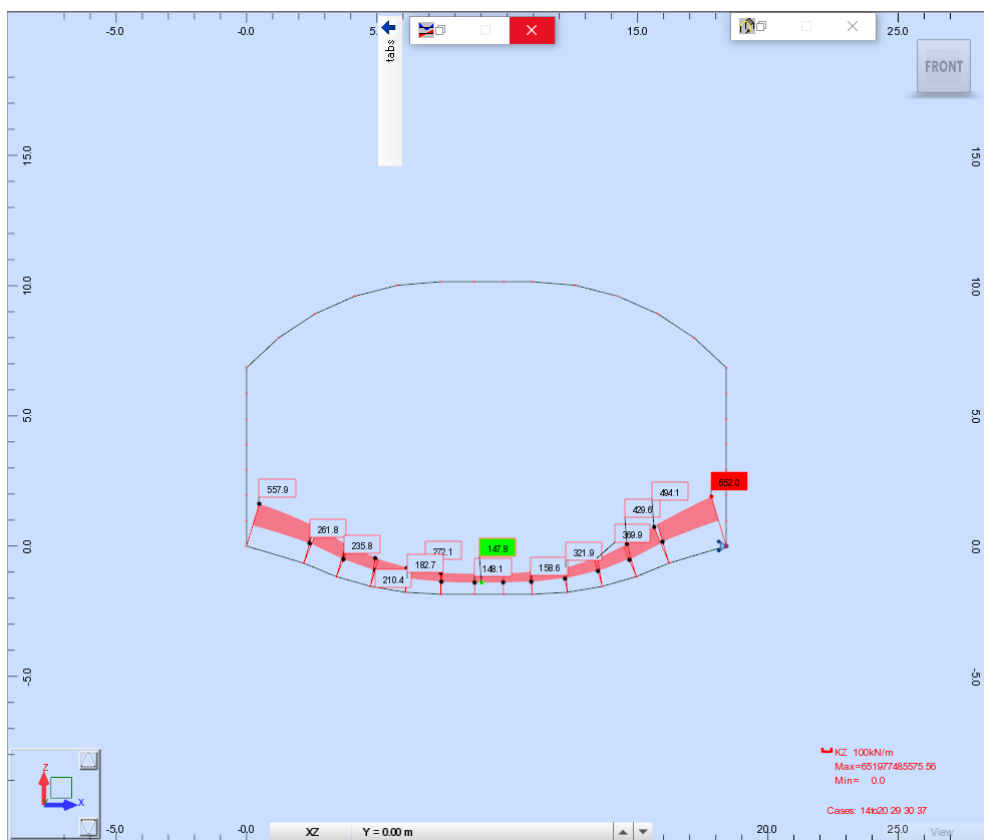 -5.0 -0.0 5. 15.0 25.0
tabs
FRONT
15.0 15.0
10.0 10.0
5.0 5.0
557.9 652.9
494.1
429.6
261.8 369.9
235.8 272.1 147.8 321.9
182.7 148.1 158.6
210.4
0.0 0.0
-5.0 -5.0
KZ 100kN/m
Max=651977485575.56
Min= 0.0
Cases: 14to20 29 30 37
Z
X
-5.0 -0.0 20.0 25.0
XZ Y = 0.00 m View